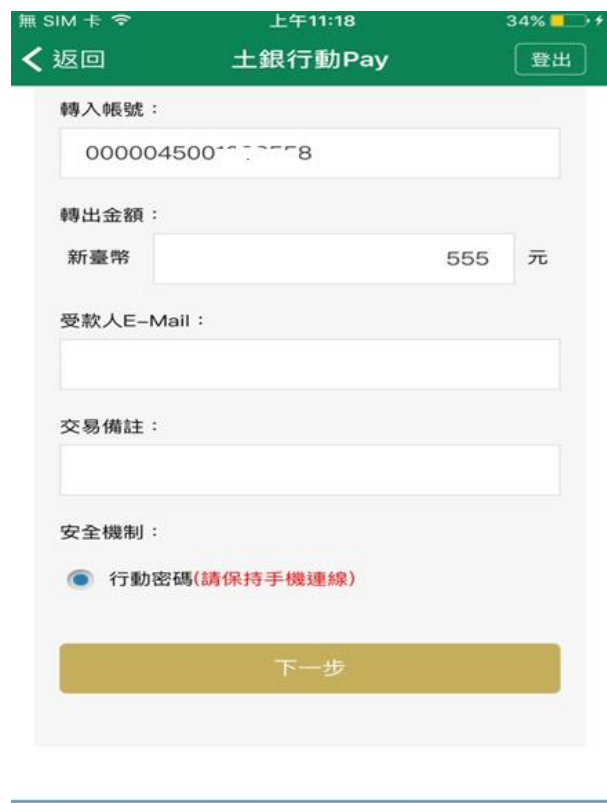 無 SIM 卡 上午11:18 34%
返回 土銀行動Pay 登出
轉入帳號：
轉出金額：
新臺幣 555 元
受款人E-Mail：
交易備註：
安全機制：
行動密碼(請保持手機連線)
下一步